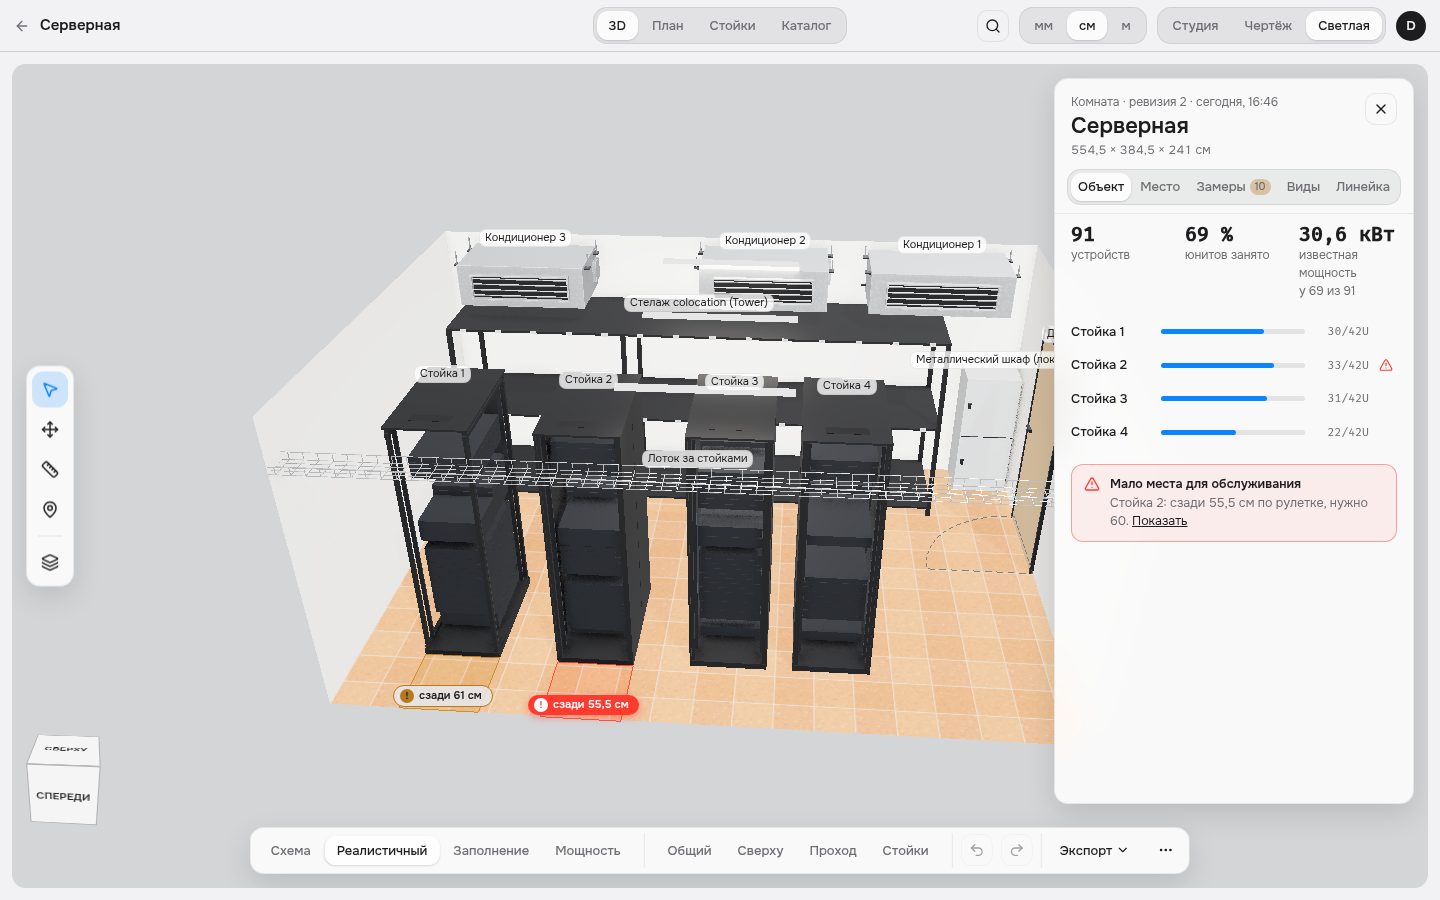 Серверная
3D План Стойки Каталог
мм см м
Студия Чертёж Светлая
D
Комната · ревизия 2 · сегодня, 16:46
Серверная
554,5 × 384,5 × 241 см
Объект Место Замеры 10 Виды Линейка
91
устройств
69 %
юнитов занято
30,6 кВт
известная
мощность
у 69 из 91
Стойка 1 30/42U
Стойка 2 33/42U
Стойка 3 31/42U
Стойка 4 22/42U
Мало места для обслуживания
Стойка 2: сзади 55,5 см по рулетке, нужно
60. Показать
Кондиционер 3
Кондиционер 2
Кондиционер 1
Стелаж colocation (Tower)
Металлический шкаф (лок
Стойка 1
Стойка 2
Стойка 3
Стойка 4
Лоток за стойками
сзади 61 см
сзади 55,5 см
СВЕРХУ
СПЕРЕДИ
Схема Реалистичный Заполнение Мощность Общий Сверху Проход Стойки Экспорт